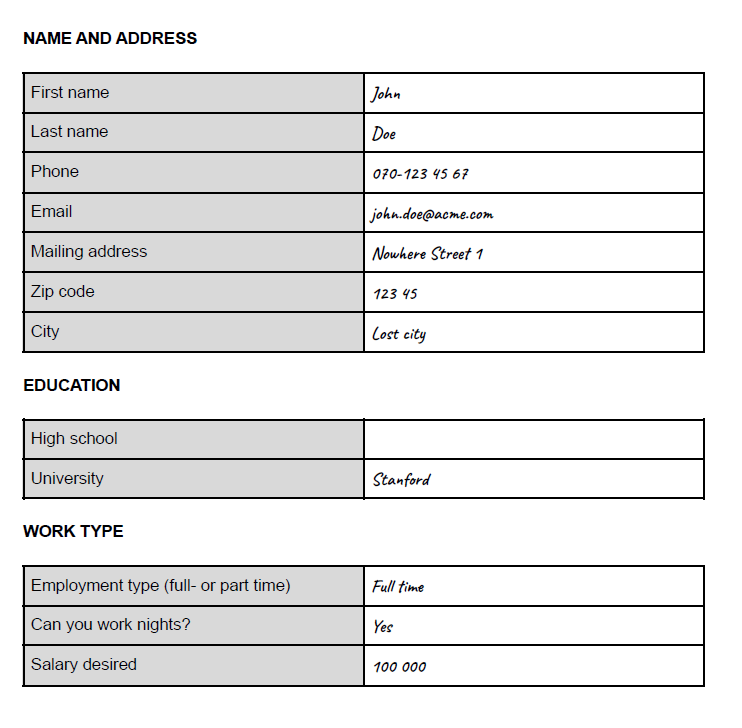 NAME AND ADDRESS
First name John
Last name Doe
Phone 070-123 45 67
Email john.doe@acme.com
Mailing address Nowhere Street 1
Zip code 123 45
City Lost city
EDUCATION
High school
University Stanford
WORK TYPE
Employment type (full- or part time) Full time
Can you work nights? Yes
Salary desired 100 000